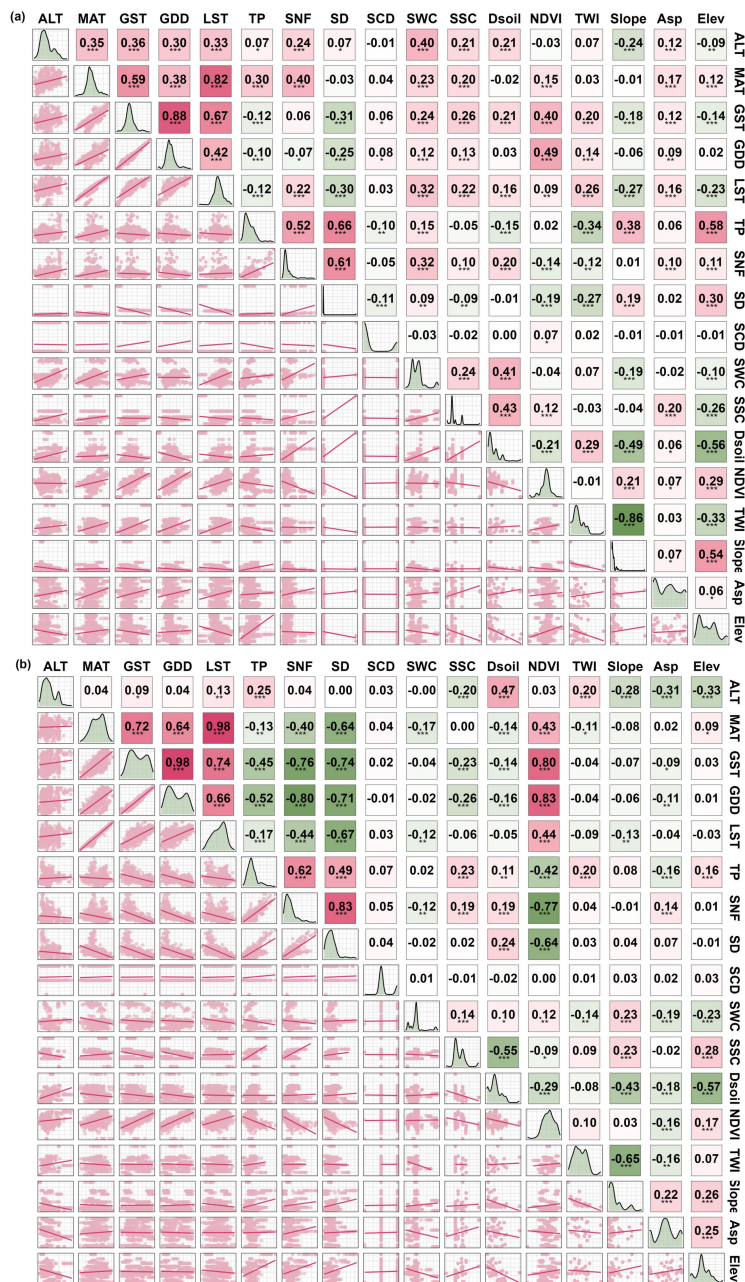 (a) ALT MAT GST GDD LST TP SNF SD SCD SWC SSC Dsoil NDVI TWI Slope Asp Elev
0.35 *** 0.36 *** 0.30 *** 0.33 *** 0.07 * 0.24 *** 0.07 * -0.01 0.40 *** 0.21 *** 0.21 *** -0.03 0.07 -0.24 *** 0.12 *** -0.09 ** ALT
0.59 *** 0.38 *** 0.82 *** 0.30 *** 0.40 *** -0.03 0.04 0.23 *** 0.20 *** -0.02 0.15 *** 0.03 -0.01 0.17 *** 0.12 *** MAT
0.88 *** 0.67 *** -0.12 *** 0.06 -0.31 *** 0.06 * 0.24 *** 0.26 *** 0.21 *** 0.40 *** 0.20 *** -0.18 *** 0.12 *** -0.14 *** GST
0.42 *** -0.10 *** -0.07 * -0.25 *** 0.08 * 0.12 *** 0.13 *** 0.03 0.49 *** 0.14 *** -0.06 0.09 ** 0.02 GDD
-0.12 *** 0.22 *** -0.30 *** 0.03 0.32 *** 0.22 *** 0.16 *** 0.09 ** 0.26 *** -0.27 *** 0.16 *** -0.23 *** LST
0.52 *** 0.66 *** -0.10 ** 0.15 *** -0.05 -0.15 *** 0.02 -0.34 *** 0.38 *** 0.06 0.58 *** TP
0.61 *** -0.05 0.32 *** 0.10 *** 0.20 *** -0.14 *** -0.12 ** 0.01 0.10 *** 0.11 *** SNF
-0.11 *** 0.09 ** -0.09 ** -0.01 -0.19 *** -0.27 *** 0.19 *** 0.02 0.30 *** SD
-0.03 -0.02 0.00 0.07 * 0.02 -0.01 -0.01 -0.01 SCD
0.24 *** 0.41 *** -0.04 0.07 -0.19 *** -0.02 -0.10 *** SWC
0.43 *** 0.12 *** -0.03 -0.04 0.20 *** -0.26 *** SSC
-0.21 *** 0.29 *** -0.49 *** 0.06 * -0.56 *** Dsoil
-0.01 0.21 *** 0.07 * 0.29 *** NDVI
-0.86 *** 0.03 -0.33 *** TWI
0.07 * 0.54 *** Slope
0.06 * Asp
Elev
(b) ALT MAT GST GDD LST TP SNF SD SCD SWC SSC Dsoil NDVI TWI Slope Asp Elev
0.04 0.09 * 0.04 0.13 ** 0.25 *** 0.04 0.00 0.03 -0.00 -0.20 *** 0.47 *** 0.03 0.20 *** -0.28 *** -0.31 *** -0.33 *** ALT
0.72 *** 0.64 *** 0.98 *** -0.13 ** -0.40 *** -0.64 *** 0.03 -0.17 *** 0.00 -0.14 *** 0.43 *** -0.11 * -0.08 0.02 0.09 * MAT
0.98 *** 0.74 *** -0.45 *** -0.76 *** -0.74 *** 0.02 -0.04 -0.23 *** -0.14 *** 0.80 *** -0.04 -0.07 -0.09 * 0.03 GST
0.66 *** -0.52 *** -0.80 *** -0.71 *** -0.01 -0.02 -0.26 *** -0.16 *** 0.83 *** -0.04 -0.06 -0.11 ** 0.01 GDD
-0.17 *** -0.44 *** -0.67 *** 0.03 -0.12 ** -0.06 -0.05 0.44 *** -0.09 -0.13 ** -0.04 -0.03 LST
0.62 *** 0.49 *** 0.07 0.02 0.23 *** 0.11 ** -0.42 *** 0.20 *** 0.08 -0.16 *** 0.16 *** TP
0.83 *** 0.05 -0.12 ** 0.19 *** 0.19 *** -0.77 *** 0.04 -0.01 0.14 *** 0.01 SNF
0.04 -0.02 0.02 0.24 *** -0.64 *** 0.03 0.04 0.07 -0.01 SD
0.01 -0.01 -0.02 0.00 0.01 0.03 0.02 0.03 SCD
0.14 *** 0.10 0.12 ** -0.14 ** 0.23 *** -0.19 *** -0.23 *** SWC
-0.55 *** -0.09 * 0.09 0.23 *** -0.02 0.28 *** SSC
-0.29 *** -0.08 -0.43 *** -0.18 *** -0.57 *** Dsoil
0.10 0.03 -0.16 *** 0.17 *** NDVI
-0.65 *** -0.16 ** 0.07 TWI
0.22 *** 0.26 *** Slope
0.25 *** Asp
Elev